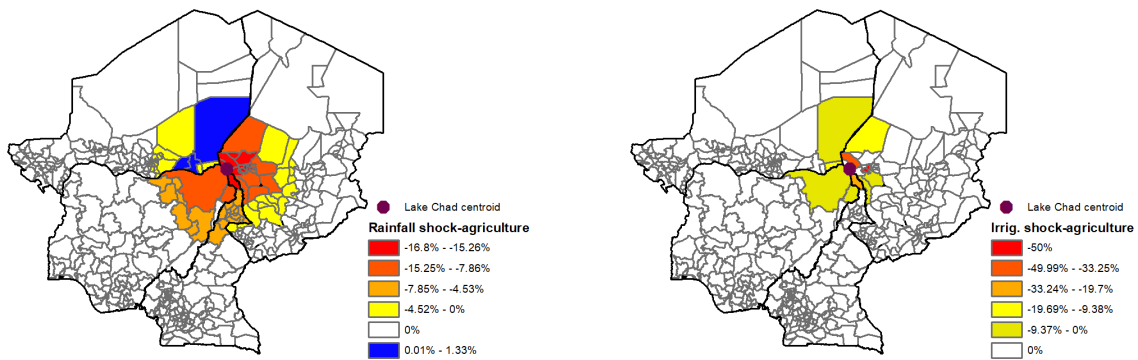 Lake Chad centroid
Rainfall shock-agriculture
-16.8% - -15.26%
-15.25% - -7.86%
-7.85% - -4.53%
-4.52% - 0%
0%
0.01% - 1.33%
Lake Chad centroid
Irrig. shock-agriculture
-50%
-49.99% - -33.25%
-33.24% - -19.7%
-19.69% - -9.38%
-9.37% - 0%
0%